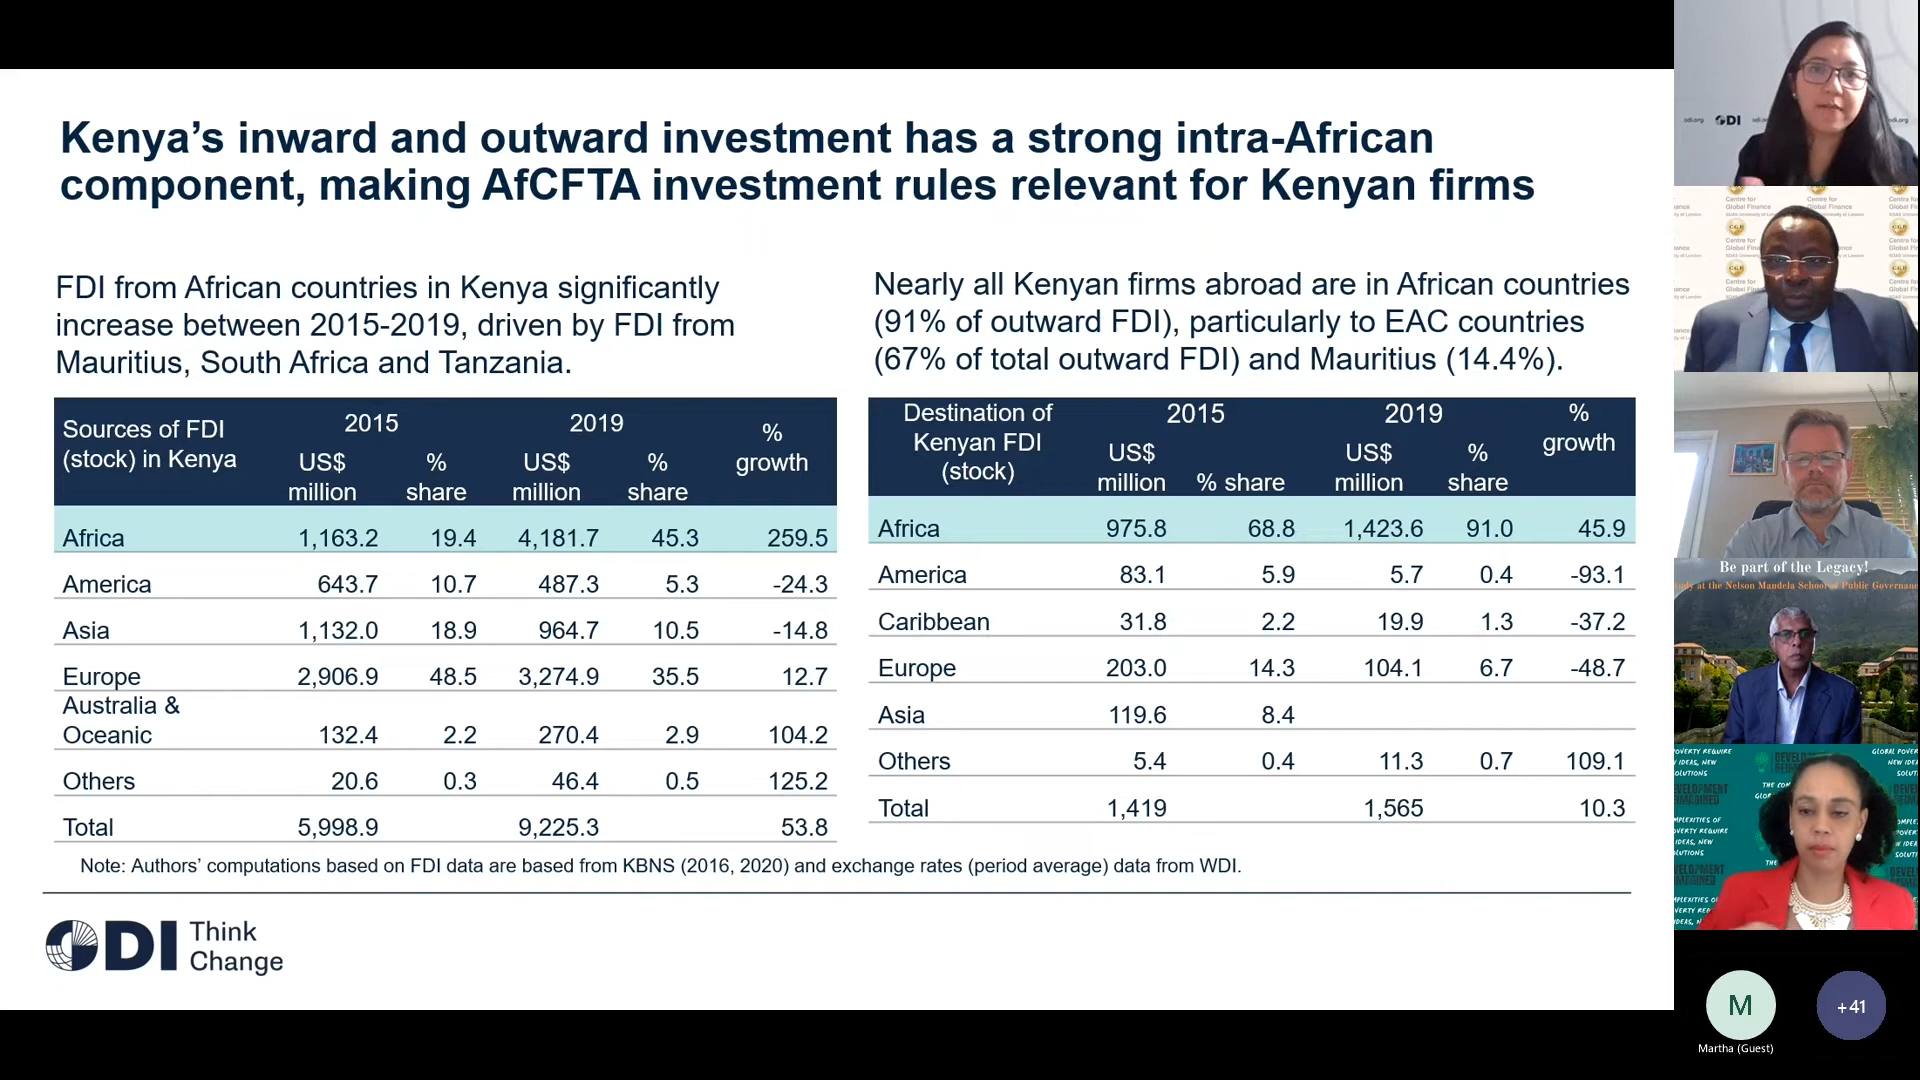 Kenya’s inward and outward investment has a strong intra-African
component, making AfCFTA investment rules relevant for Kenyan firms
FDI from African countries in Kenya significantly
increase between 2015-2019, driven by FDI from
Mauritius, South Africa and Tanzania.
Sources of FDI (stock) in Kenya 2015 2019 % growth
US$ million % share US$ million % share
Africa 1,163.2 19.4 4,181.7 45.3 259.5
America 643.7 10.7 487.3 5.3 -24.3
Asia 1,132.0 18.9 964.7 10.5 -14.8
Europe 2,906.9 48.5 3,274.9 35.5 12.7
Australia &
Oceanic 132.4 2.2 270.4 2.9 104.2
Others 20.6 0.3 46.4 0.5 125.2
Total 5,998.9 9,225.3 53.8
Nearly all Kenyan firms abroad are in African countries
(91% of outward FDI), particularly to EAC countries
(67% of total outward FDI) and Mauritius (14.4%).
Destination of Kenyan FDI (stock) 2015 2019 % growth
US$ million % share US$ million % share
Africa 975.8 68.8 1,423.6 91.0 45.9
America 83.1 5.9 5.7 0.4 -93.1
Caribbean 31.8 2.2 19.9 1.3 -37.2
Europe 203.0 14.3 104.1 6.7 -48.7
Asia 119.6 8.4
Others 5.4 0.4 11.3 0.7 109.1
Total 1,419 1,565 10.3
Note: Authors’ computations based on FDI data are based from KBNS (2016, 2020) and exchange rates (period average) data from WDI.
ODI Think
Change
ODI
Centre for
Global Finance
Be part of the Legacy!
at the Nelson Mandela School of Public Governance
M
+41
Martha (Guest)